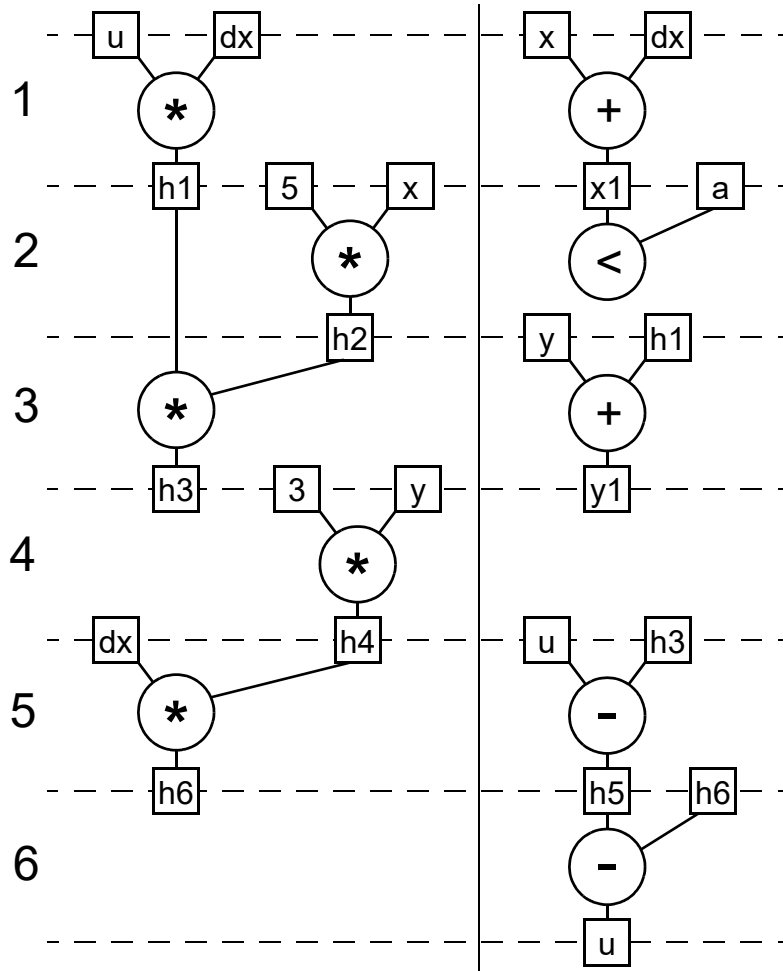 u dx x dx
1 * +
h1 5 x x1 a
2 * <
h2 y h1
3 * +
h3 3 y y1
4 *
dx h4 u h3
5 * -
h6 h5 h6
6 -
u